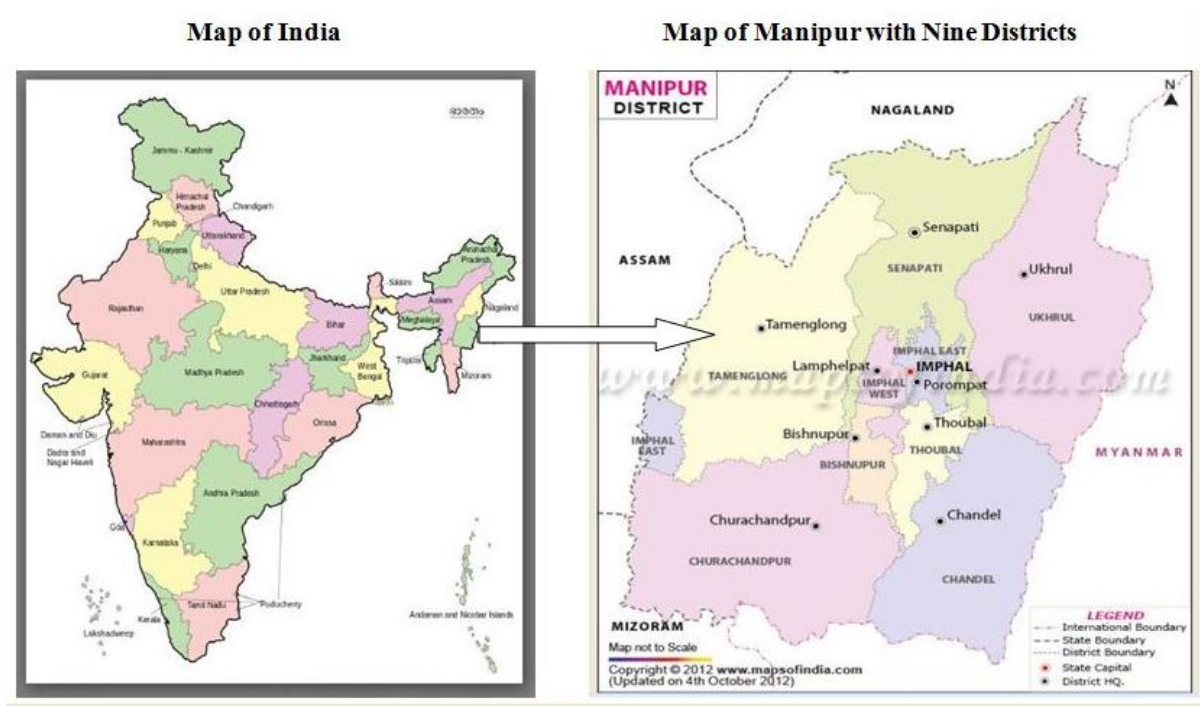 Map of India
Map of Manipur with Nine Districts
Jammu - Kashmir
Himachal
Pradesh
Chandigarh
Punjab
Uttarakhand
Haryana
Delhi
Arunachal
Pradesh
Sikkim
Uttar Pradesh
Rajasthan
Assam
Nagaland
Bihar
Meghalaya
Tripura
Mizoram
Jharkhand
West
Bengal
Gujarat
Madhya Pradesh
Chhattisgarh
Orissa
Daman and Diu
Dadra and
Nagar Haveli
Maharashtra
Andhra Pradesh
Goa
Karnataka
Tamil Nadu
Poducherry
Kerala
Lakshadweep
Andaman and Nicobar Islands
MANIPUR
DISTRICT
N
NAGALAND
Senapati
ASSAM
SENAPATI
Ukhrul
UKHRUL
Tamenglong
IMPHAL EAST
Lamphelpat
IMPHAL
TAMENGLONG
IMPHAL
WEST
Porompat
www.mapsofindia.com
Thoubal
Bishnupur
IMPHAL
EAST
THOUBAL
BISHNUPUR
MYANMAR
Churachandpur
Chandel
CHURACHANDPUR
CHANDEL
MIZORAM
Map not to Scale
Copyright © 2012 www.mapsofindia.com
(Updated on 4th October 2012)
LEGEND
International Boundary
State Boundary
District Boundary
State Capital
District HQ.